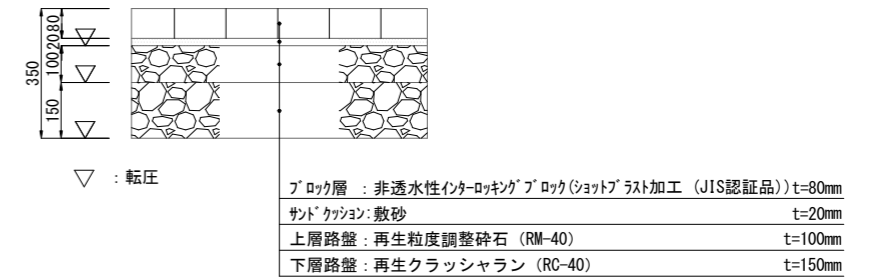 350
80
20
100
150
▽ :転圧
ブロック層 :非透水性インターロッキングブロック(ショットブラスト加工 (JIS認証品))t=80mm
サンドクッション:敷砂 t=20mm
上層路盤:再生粒度調整砕石 (RM-40) t=100mm
下層路盤:再生クラッシャラン (RC-40) t=150mm